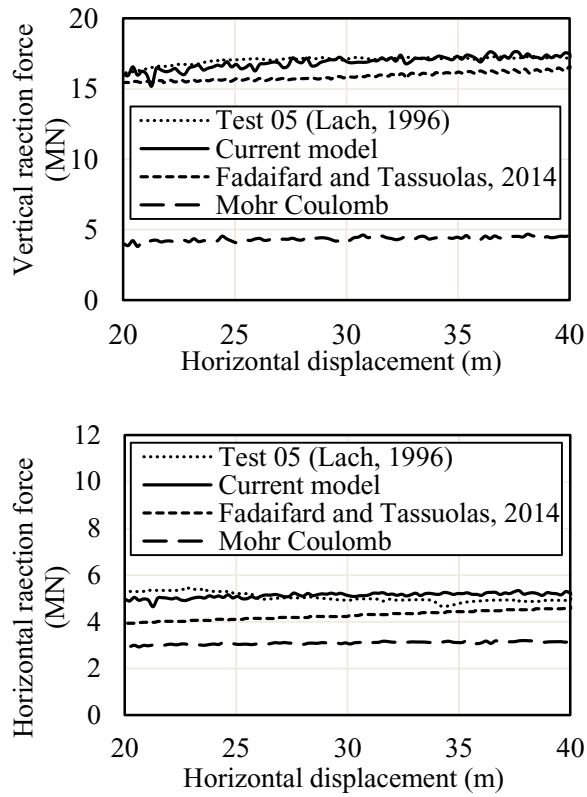 Vertical raection force
(MN)
20
15
10
5
0
Test 05 (Lach, 1996)
Current model
Fadaifard and Tassuolas, 2014
Mohr Coulomb
20 25 30 35 40
Horizontal displacement (m)
Horizontal raection force
(MN)
12
10
8
6
4
2
0
Test 05 (Lach, 1996)
Current model
Fadaifard and Tassuolas, 2014
Mohr Coulomb
20 25 30 35 40
Horizontal displacement (m)